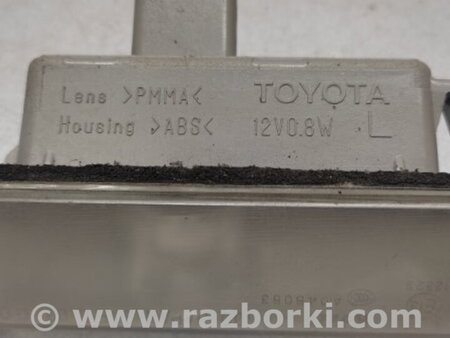 Lens >PMMA< TOYOTA
Housing >ABS< 12V0.8W L
© www.razborki.com